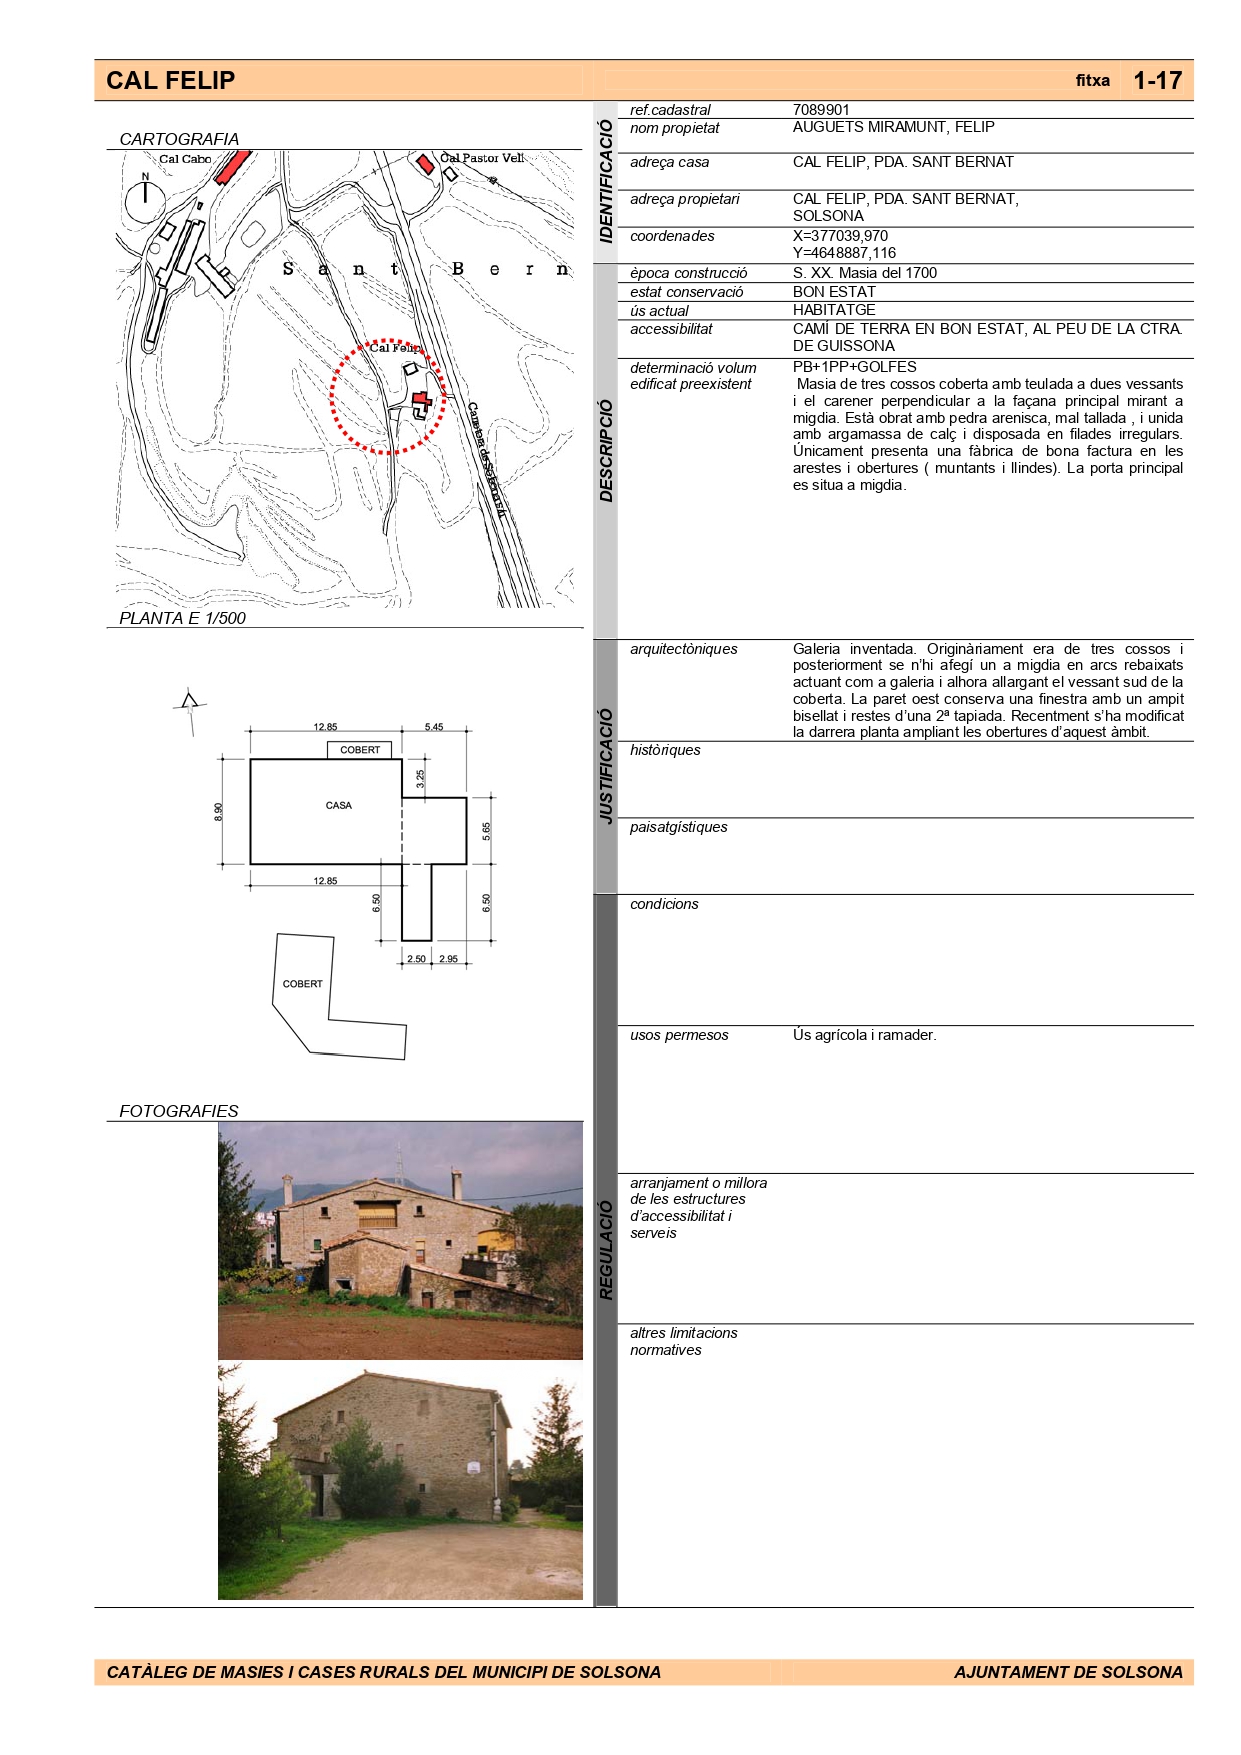 CAL FELIP
fitxa 1-17
CARTOGRAFIA
Cal Cabo
Cal Pastor Vell
N
Sant Bern
Cal Felip
PLANTA E 1/500
12.85
5.45
COBERT
3.25
CASA
8.90
5.65
12.85
6.50
6.50
2.50
2.95
COBERT
FOTOGRAFIES
IDENTIFICACIÓ
ref.cadastral 7089901
nom propietat AUGUETS MIRAMUNT, FELIP
adreça casa CAL FELIP, PDA. SANT BERNAT
adreça propietari CAL FELIP, PDA. SANT BERNAT,
SOLSONA
coordenades X=377039,970
Y=4648887,116
DESCRIPCIÓ
època construcció S. XX. Masia del 1700
estat conservació BON ESTAT
ús actual HABITATGE
accessibilitat CAMÍ DE TERRA EN BON ESTAT, AL PEU DE LA CTRA.
DE GUISSONA
determinació volum PB+1PP+GOLFES
edificat preexistent Masia de tres cossos coberta amb teulada a dues vessants
i el carener perpendicular a la façana principal mirant a
migdia. Està obrat amb pedra arenisca, mal tallada , i unida
amb argamassa de calç i disposada en filades irregulars.
Únicament presenta una fàbrica de bona factura en les
arestes i obertures ( muntants i llindes). La porta principal
es situa a migdia.
JUSTIFICACIÓ
arquitectòniques Galeria inventada. Originàriament era de tres cossos i
posteriorment se n’hi afegí un a migdia en arcs rebaixats
actuant com a galeria i alhora allargant el vessant sud de la
coberta. La paret oest conserva una finestra amb un ampit
bisellat i restes d’una 2ª tapiada. Recentment s’ha modificat
la darrera planta ampliant les obertures d’aquest àmbit.
històriques
paisatgístiques
REGULACIÓ
condicions
usos permesos Ús agrícola i ramader.
arranjament o millora
de les estructures
d’accessibilitat i
serveis
altres limitacions
normatives
CATÀLEG DE MASIES I CASES RURALS DEL MUNICIPI DE SOLSONA
AJUNTAMENT DE SOLSONA